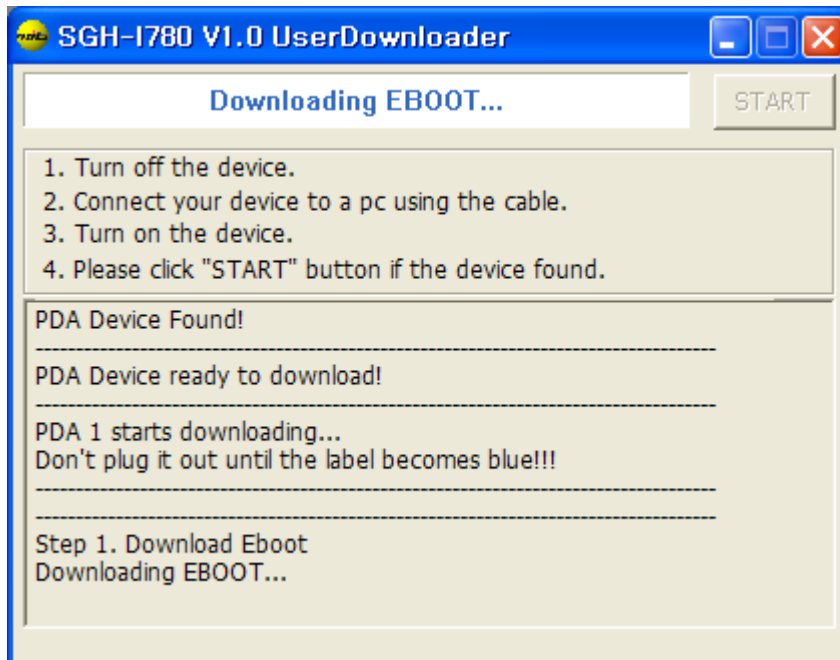 SGH-I780 V1.0 UserDownloader
Downloading EBOOT...
START
1. Turn off the device.
2. Connect your device to a pc using the cable.
3. Turn on the device.
4. Please click "START" button if the device found.
PDA Device Found!
PDA Device ready to download!
PDA 1 starts downloading...
Don't plug it out until the label becomes blue!!!
Step 1. Download Eboot
Downloading EBOOT...